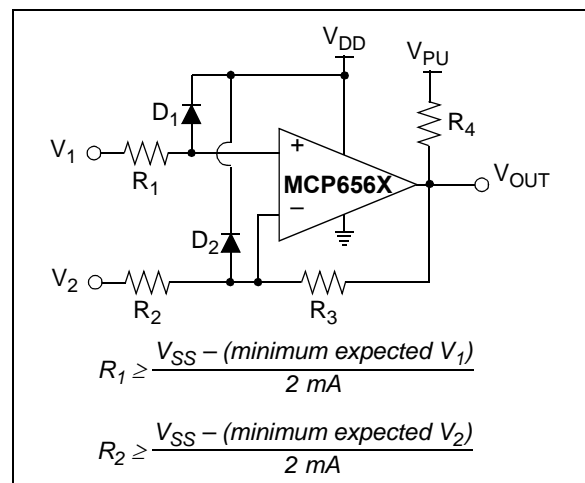 V_DD V_PU
D_1 R_4
V_1 + V_OUT
R_1 MCP656X
–
D_2
V_2
R_2 R_3
R_1 ≥ V_SS – (minimum expected V_1) / 2 mA
R_2 ≥ V_SS – (minimum expected V_2) / 2 mA